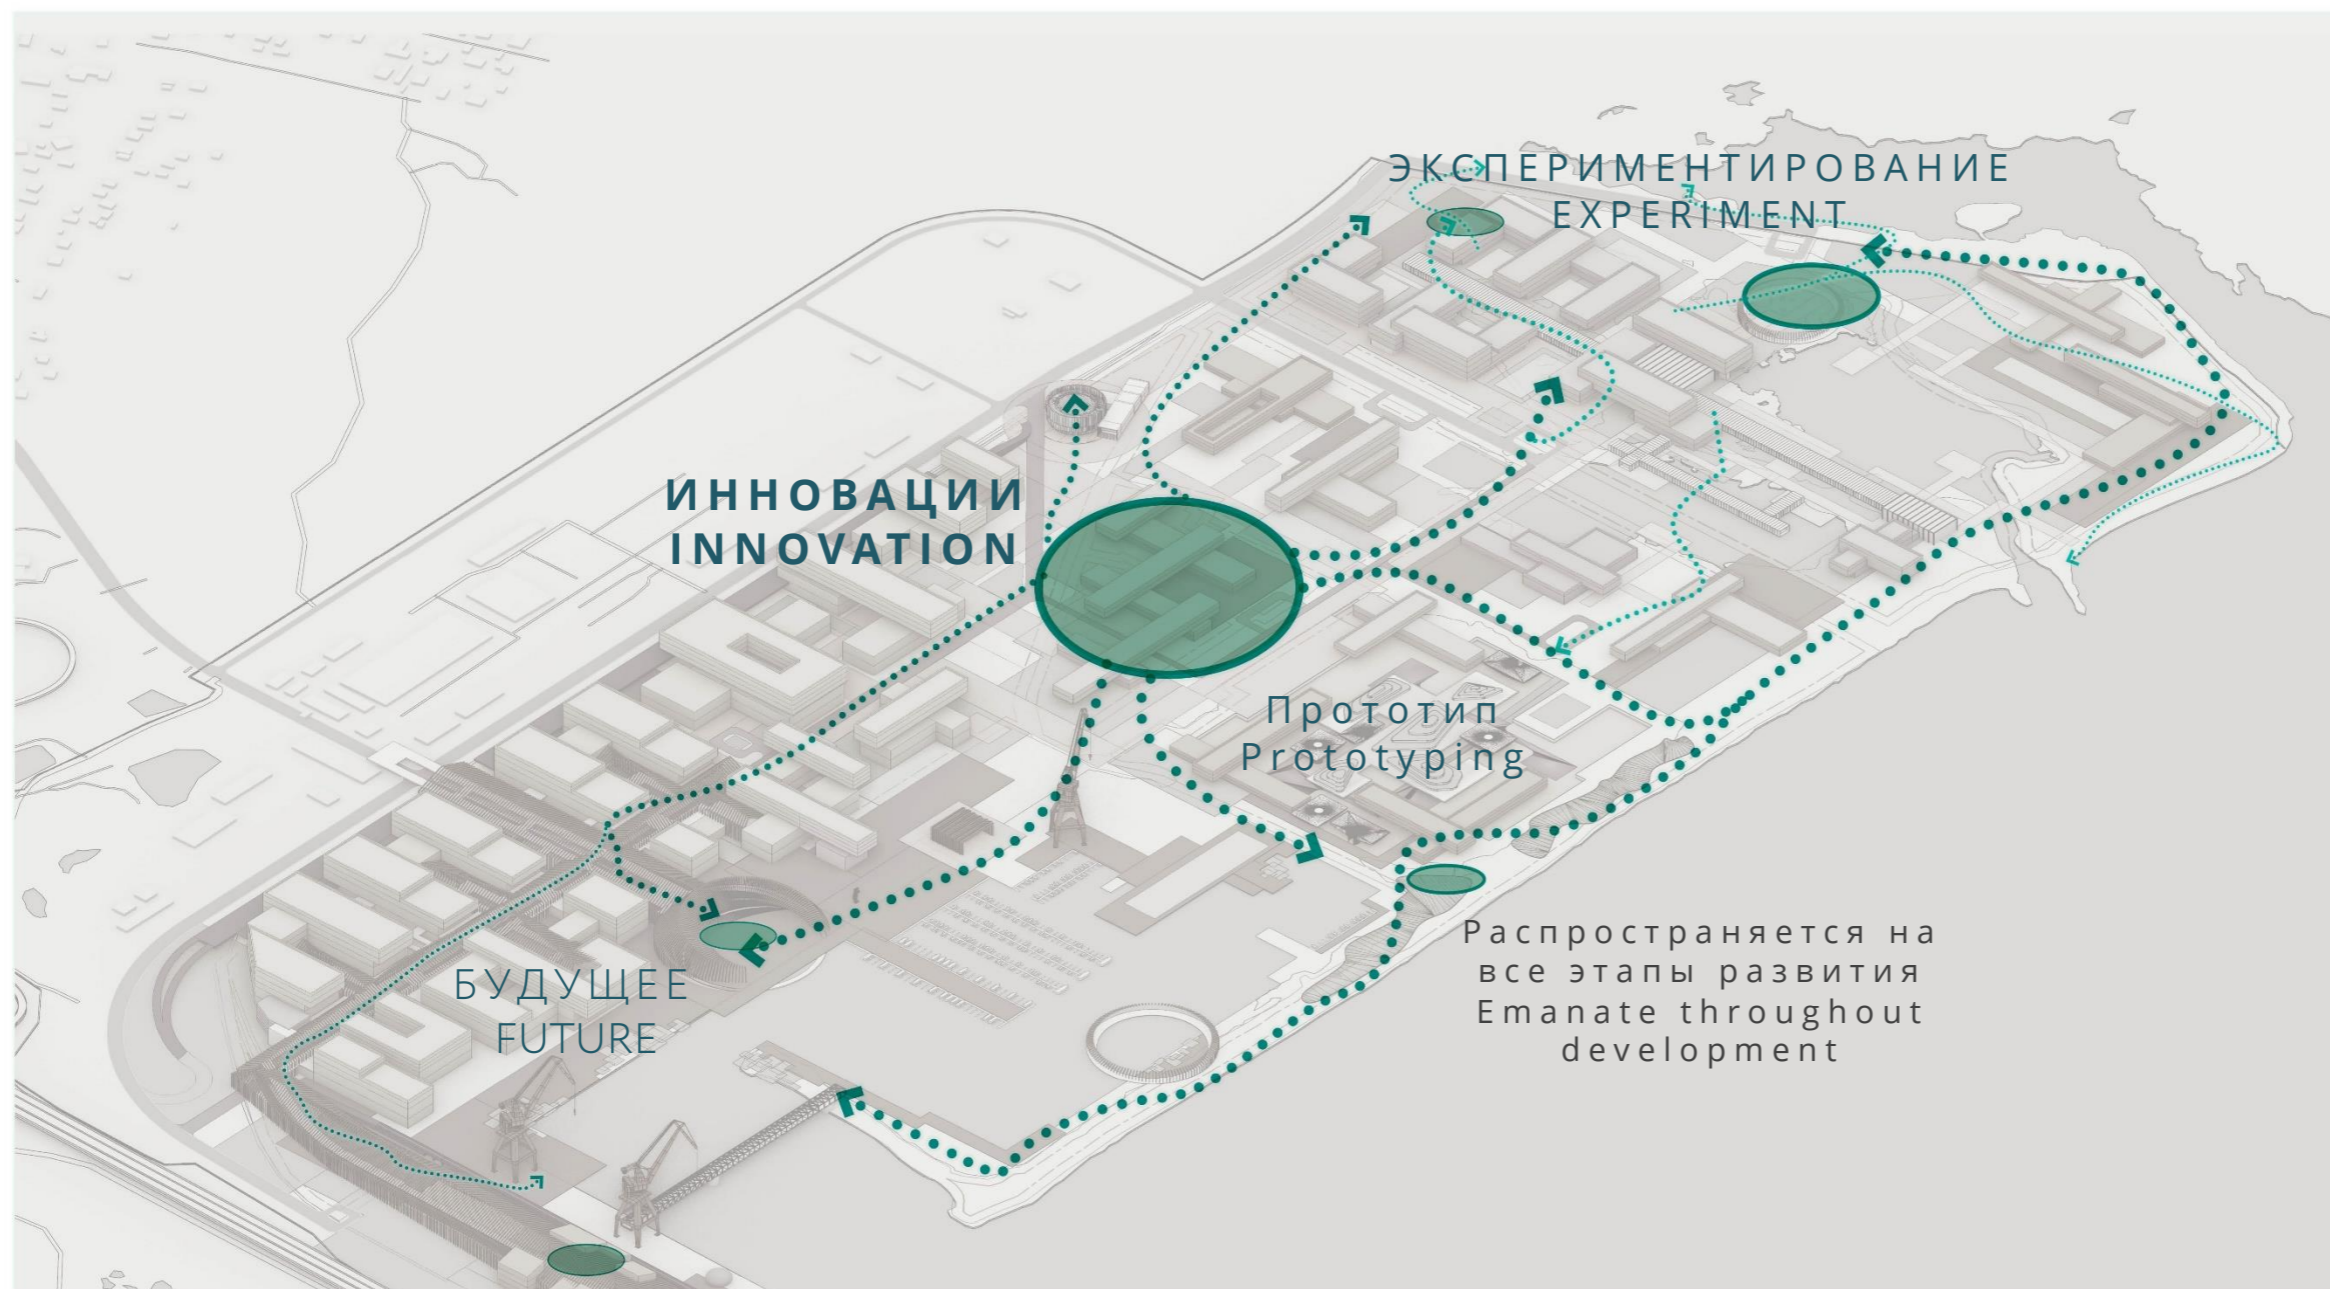 ЭКСПЕРИМЕНТИРОВАНИЕ
EXPERIMENT
ИННОВАЦИИ
INNOVATION
Прототип
Prototyping
Распространяется на
все этапы развития
Emanate throughout
development
БУДУЩЕЕ
FUTURE